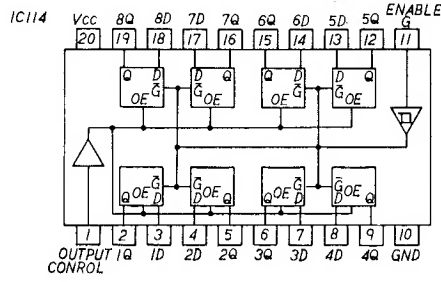 IC114 VCC 8Q 8D 7D 7Q 6Q 6D 5D 5Q ENABLE G
20 19 18 17 16 15 14 13 12 11
Q D D Q Q D D Q
G̅ G̅ G̅ G̅
OE OE OE OE
G̅ G̅ G̅ G̅
OE OE OE OE
Q D D Q Q D D Q
1 2 3 4 5 6 7 8 9 10
OUTPUT CONROL 1Q 1D 2D 2Q 3Q 3D 4D 4Q GND